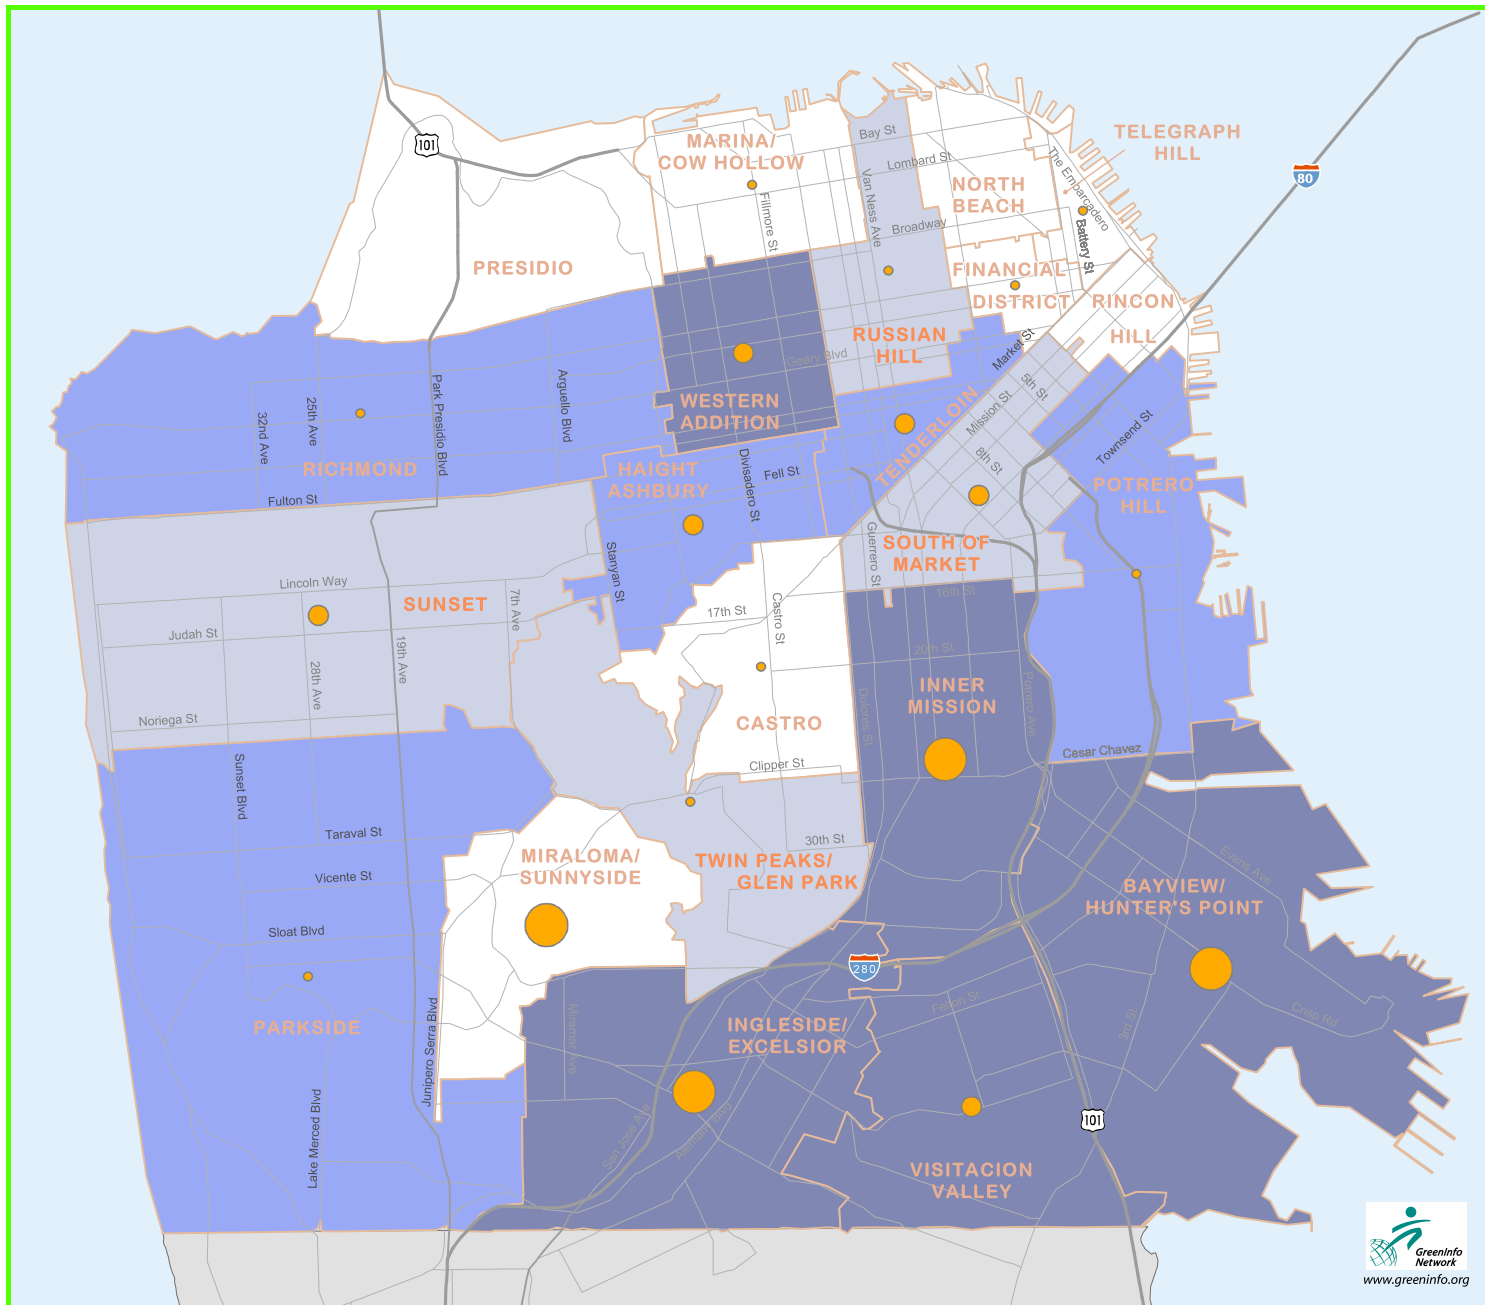 101
MARINA/
COW HOLLOW
Bay St
Lombard St
The Embarcadero
TELEGRAPH
HILL
80
Fillmore St
Van Ness Ave
NORTH
BEACH
Broadway
Battery St
PRESIDIO
FINANCIAL
DISTRICT
RINCON
HILL
RUSSIAN
HILL
Geary Blvd
Market St
5th St
Mission St
8th St
Townsend St
32nd Ave
25th Ave
Park Presidio Blvd
Arguello Blvd
WESTERN
ADDITION
TENDERLOIN
RICHMOND
HAIGHT
ASHBURY
Divisadero St
Fell St
POTRERO
HILL
Fulton St
Stanyan St
Guerrero St
SOUTH OF
MARKET
Lincoln Way
SUNSET
7th Ave
17th St
Castro St
16th St
Judah St
19th Ave
28th Ave
20th St
INNER
MISSION
Dolores St
Potrero Ave
Noriega St
CASTRO
Clipper St
Cesar Chavez
Sunset Blvd
Taraval St
30th St
MIRALOMA/
SUNNYSIDE
TWIN PEAKS/
GLEN PARK
Evans Ave
Vicente St
BAYVIEW/
HUNTER'S POINT
Sloat Blvd
280
PARKSIDE
Junipero Serra Blvd
Miramar Ave
INGLESIDE/
EXCELSIOR
Felton St
3rd St
Crisp Rd
Lake Merced Blvd
San Jose Ave
Alemany Blvd
101
VISITACION
VALLEY
GreenInfo
Network
www.greeninfo.org